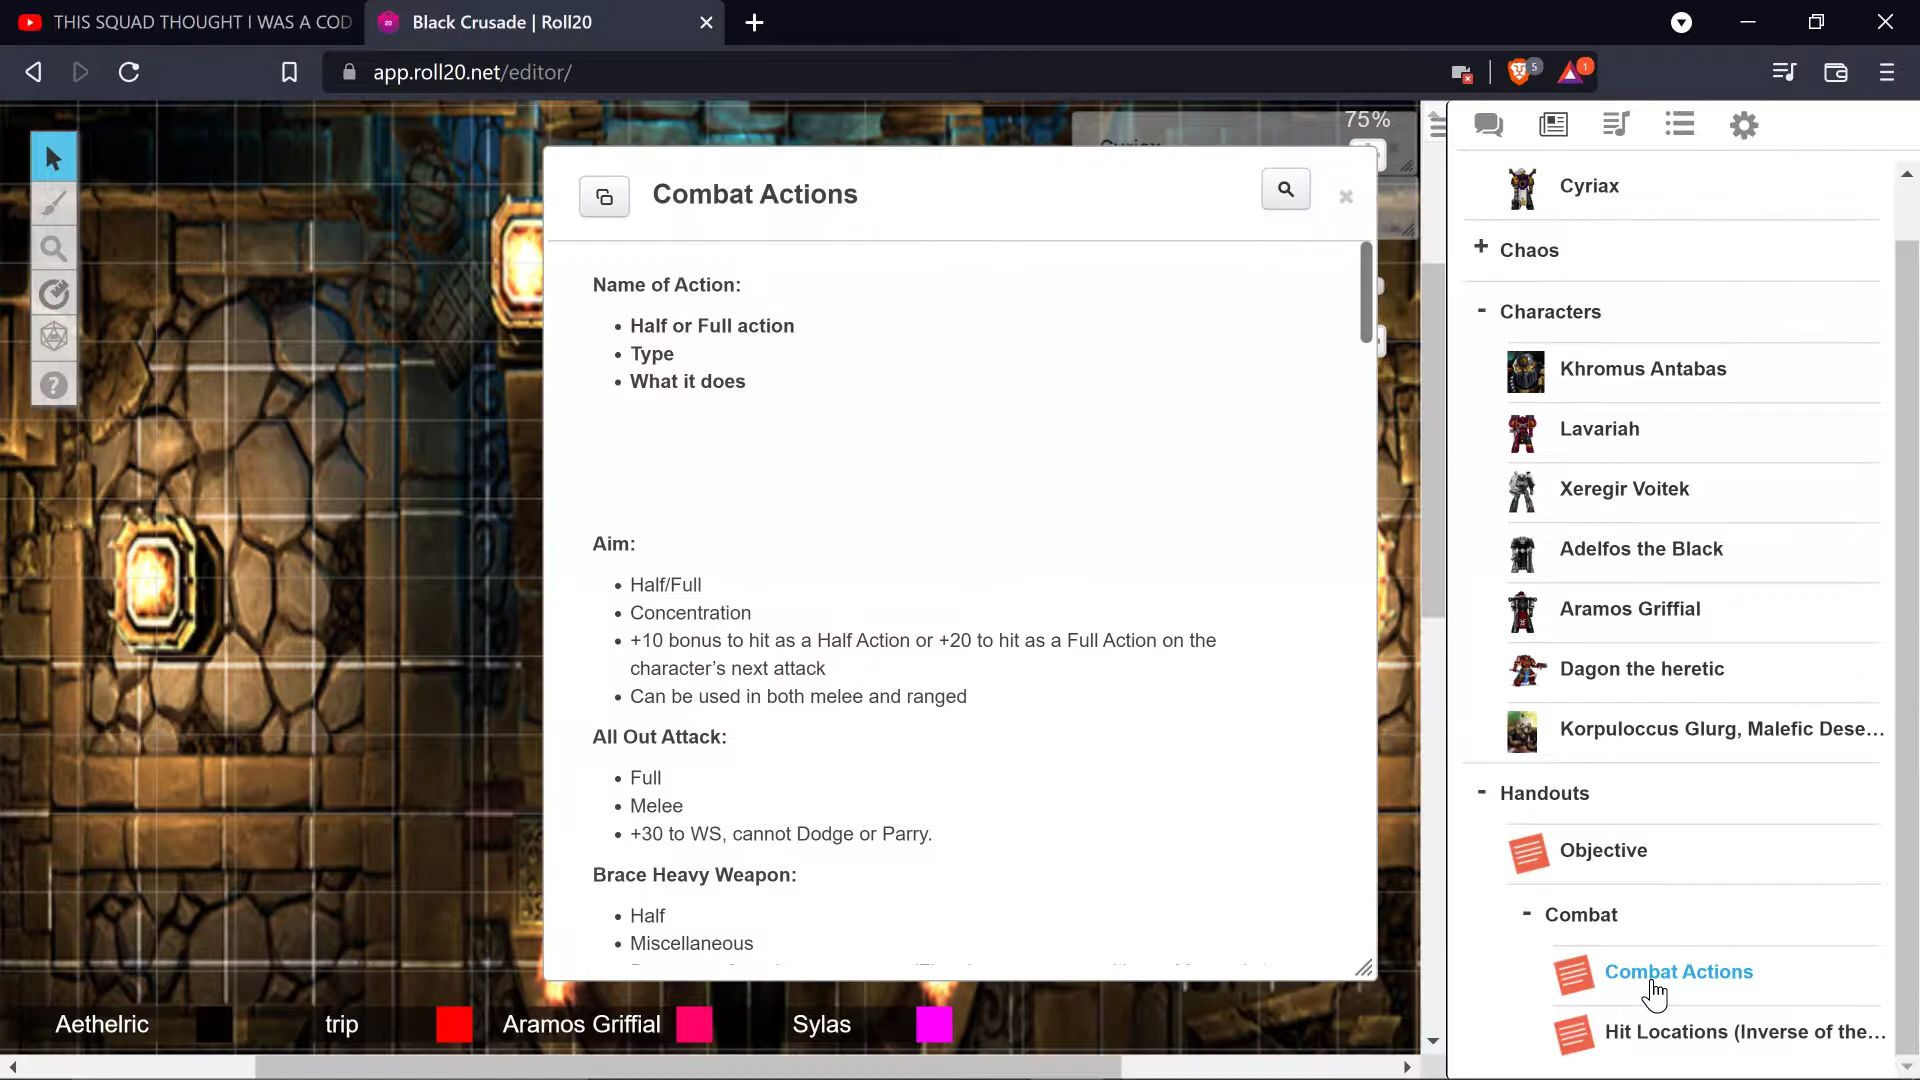 THIS SQUAD THOUGHT I WAS A COD
Black Crusade | Roll20
app.roll20.net/editor/
5
1
75%
Combat Actions
Name of Action:
• Half or Full action
• Type
• What it does
Aim:
• Half/Full
• Concentration
• +10 bonus to hit as a Half Action or +20 to hit as a Full Action on the
character's next attack
• Can be used in both melee and ranged
All Out Attack:
• Full
• Melee
• +30 to WS, cannot Dodge or Parry.
Brace Heavy Weapon:
• Half
• Miscellaneous
Cyriax
+ Chaos
- Characters
Khromus Antabas
Lavariah
Xeregir Voitek
Adelfos the Black
Aramos Griffial
Dagon the heretic
Korpuloccus Glurg, Malefic Dese...
- Handouts
Objective
- Combat
Combat Actions
Hit Locations (Inverse of the...
Aethelric
trip
Aramos Griffial
Sylas